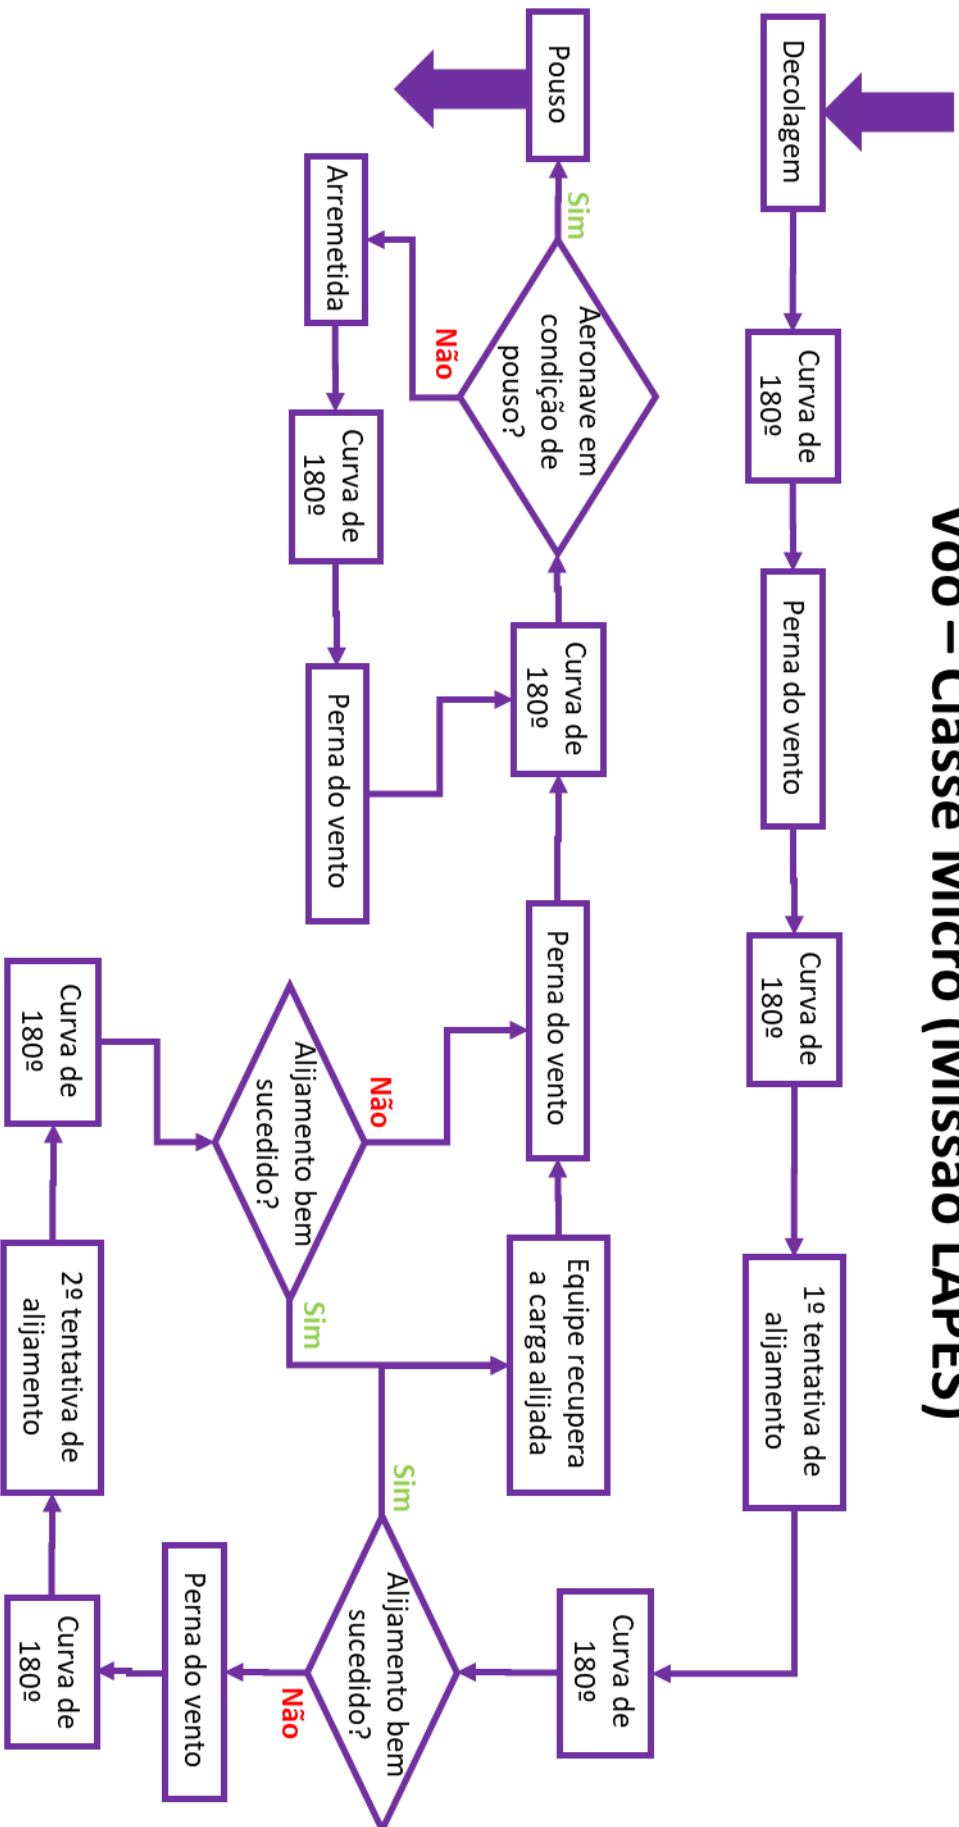 Voo – Classe Micro (Missão LAPES)
Decolagem
Curva de
180º
Perna do vento
Curva de
180º
1º tentativa de
alijamento
Curva de
180º
Alijamento bem
sucedido?
Sim
Não
Equipe recupera
a carga alijada
Perna do vento
Curva de
180º
Aeronave em
condição de
pouso?
Sim
Não
Pouso
Arremetida
Curva de
180º
Perna do vento
Alijamento bem
sucedido?
Não
Sim
Perna do vento
Curva de
180º
2º tentativa de
alijamento
Curva de
180º